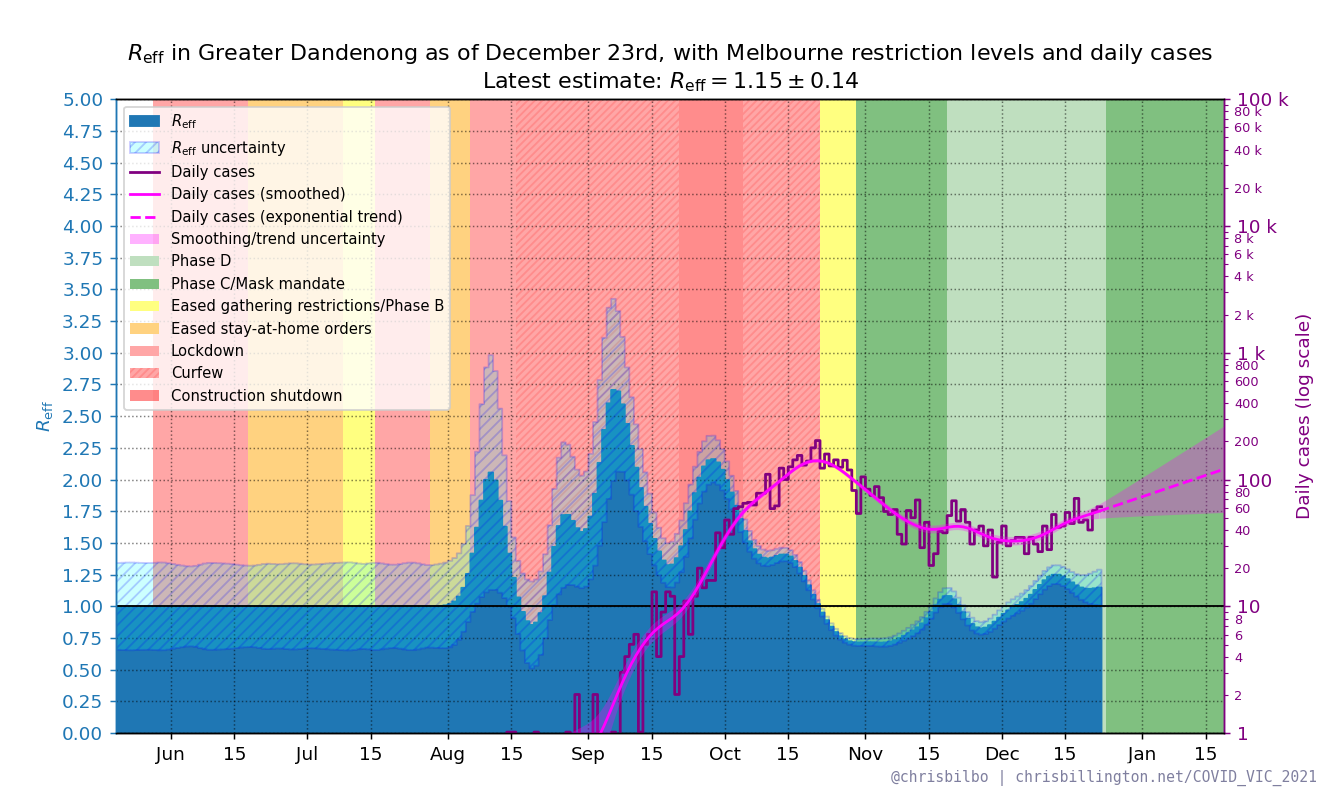 R_eff in Greater Dandenong as of December 23rd, with Melbourne restriction levels and daily cases
Latest estimate: R_eff = 1.15 ± 0.14
R_eff
5.00
4.75
4.50
4.25
4.00
3.75
3.50
3.25
3.00
2.75
2.50
2.25
2.00
1.75
1.50
1.25
1.00
0.75
0.50
0.25
0.00
R_eff
R_eff uncertainty
Daily cases
Daily cases (smoothed)
Daily cases (exponential trend)
Smoothing/trend uncertainty
Phase D
Phase C/Mask mandate
Eased gathering restrictions/Phase B
Eased stay-at-home orders
Lockdown
Curfew
Construction shutdown
100 k
80 k
60 k
40 k
20 k
10 k
8 k
6 k
4 k
2 k
1 k
800
600
400
200
100
80
60
40
20
10
8
6
4
2
1
Daily cases (log scale)
Jun 15 Jul 15 Aug 15 Sep 15 Oct 15 Nov 15 Dec 15 Jan 15
@chrisbilbo | chrisbillington.net/COVID_VIC_2021